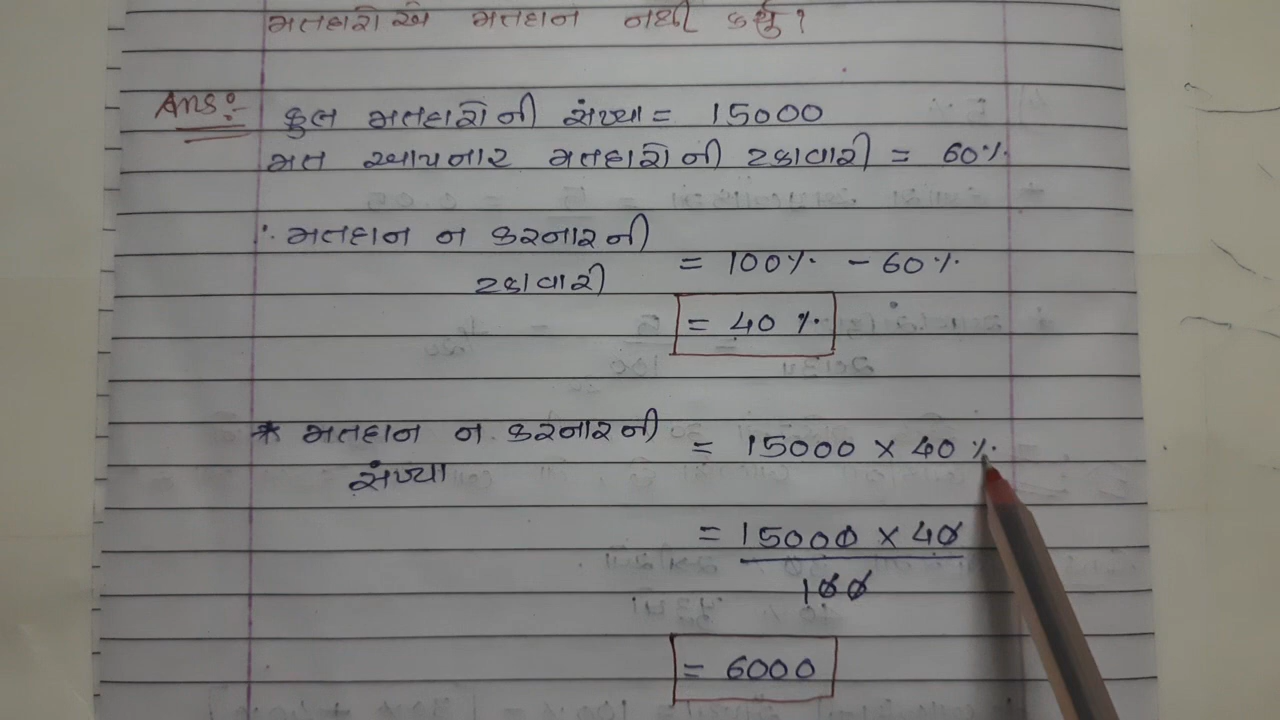 મતદારોએ મતદાન નથી કર્યુ?
Ans:
કુલ મતદારોની સંખ્યા = 15000
મત આપનાર મતદારોની ટકાવારી = 60%
∴ મતદાન ન કરનારની
ટકાવારી
= 100% - 60%
= 40 %
* મતદાન ન કરનારની
સંખ્યા
= 15000 × 40 %
= 15000 × 40
100
= 6000